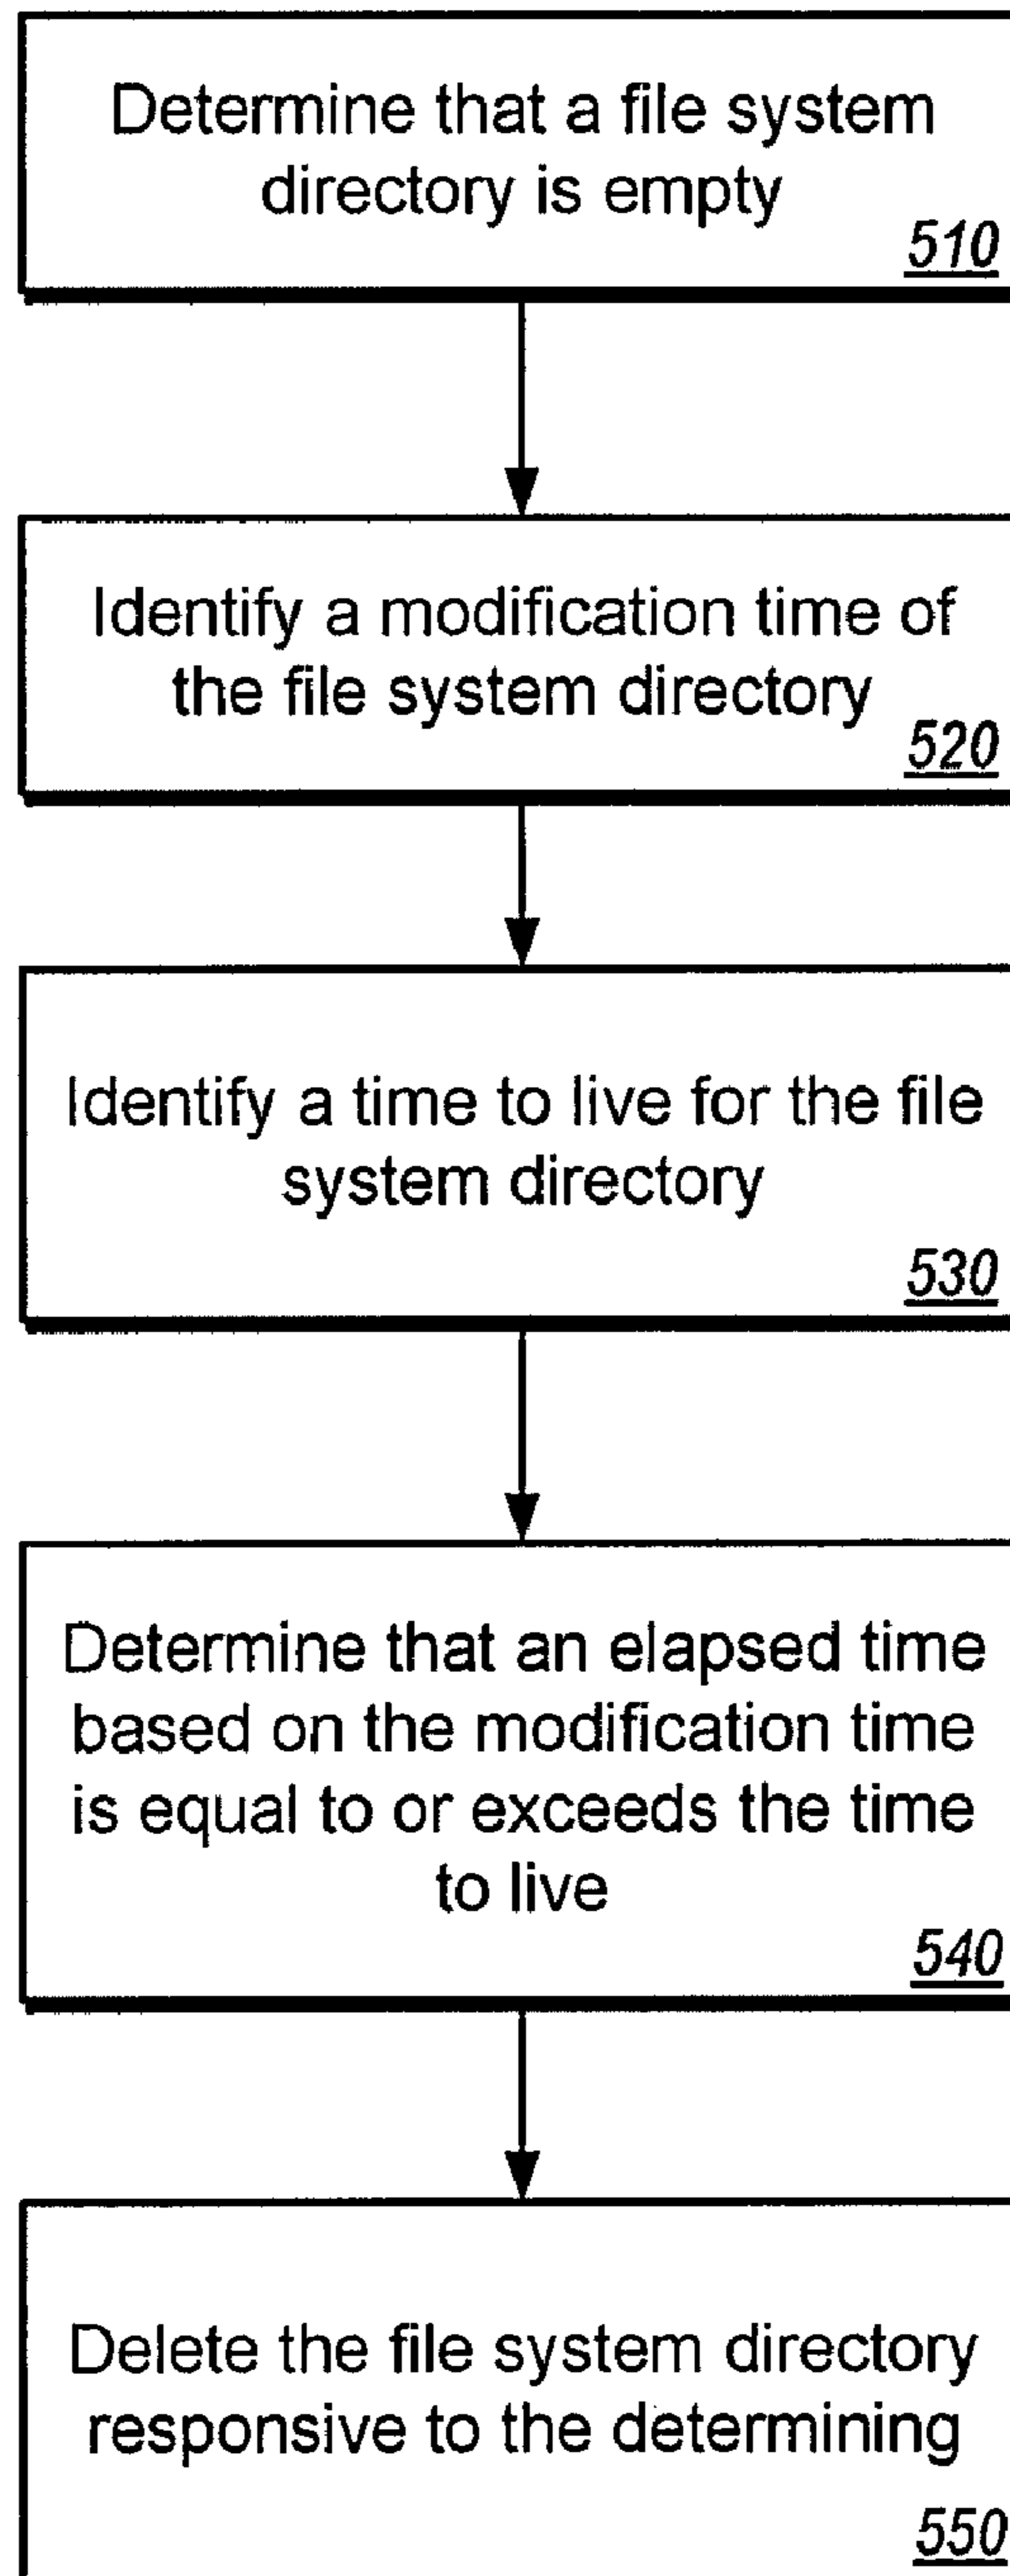 Determine that a file system
directory is empty
510
Identify a modification time of
the file system directory
520
Identify a time to live for the file
system directory
530
Determine that an elapsed time
based on the modification time
is equal to or exceeds the time
to live
540
Delete the file system directory
responsive to the determining
550